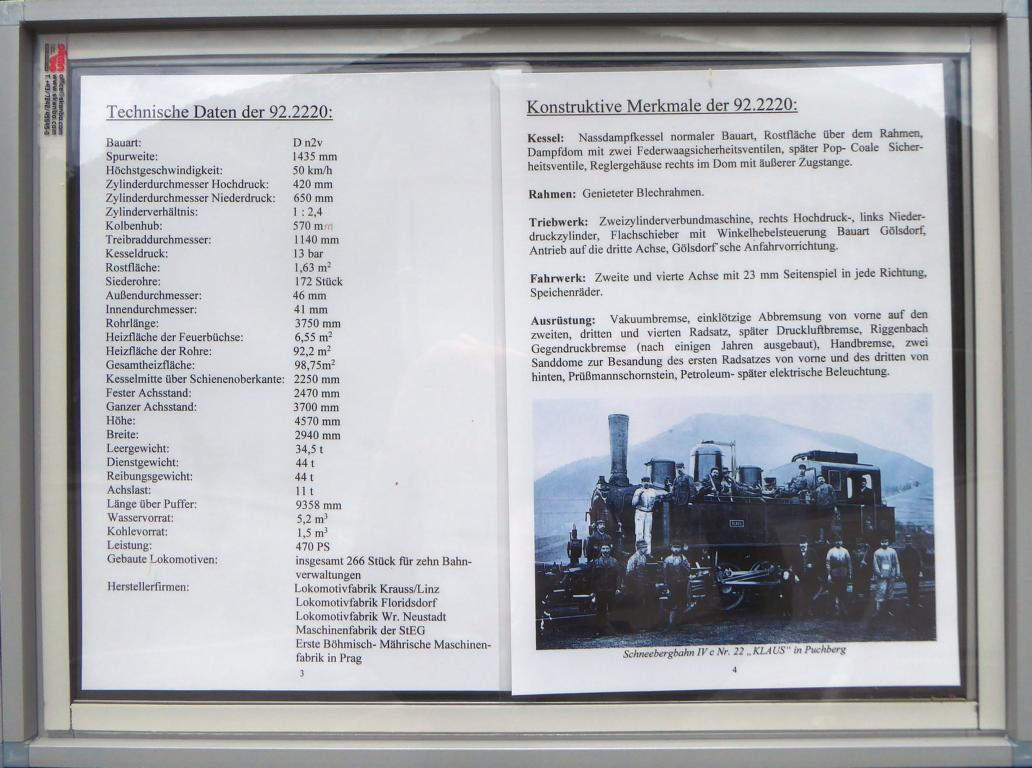 skan
office@skanba.com
www.skanba.com
Technische Daten der 92.2220:
Bauart: D n2v
Spurweite: 1435 mm
Höchstgeschwindigkeit: 50 km/h
Zylinderdurchmesser Hochdruck: 420 mm
Zylinderdurchmesser Niederdruck: 650 mm
Zylinderverhältnis: 1 : 2,4
Kolbenhub: 570 mm
Treibraddurchmesser: 1140 mm
Kesseldruck: 13 bar
Rostfläche: 1,63 m²
Siederohre: 172 Stück
Außendurchmesser: 46 mm
Innendurchmesser: 41 mm
Rohrlänge: 3750 mm
Heizfläche der Feuerbüchse: 6,55 m²
Heizfläche der Rohre: 92,2 m²
Gesamtheizfläche: 98,75m²
Kesselmitte über Schienenoberkante: 2250 mm
Fester Achsstand: 2470 mm
Ganzer Achsstand: 3700 mm
Höhe: 4570 mm
Breite: 2940 mm
Leergewicht: 34,5 t
Dienstgewicht: 44 t
Reibungsgewicht: 44 t
Achslast: 11 t
Länge über Puffer: 9358 mm
Wasservorrat: 5,2 m³
Kohlevorrat: 1,5 m³
Leistung: 470 PS
Gebaute Lokomotiven: insgesamt 266 Stück für zehn Bahn-
verwaltungen
Herstellerfirmen: Lokomotivfabrik Krauss/Linz
Lokomotivfabrik Floridsdorf
Lokomotivfabrik Wr. Neustadt
Maschinenfabrik der StEG
Erste Böhmisch- Mährische Maschinen-
fabrik in Prag
3
Konstruktive Merkmale der 92.2220:
Kessel: Nassdampfkessel normaler Bauart, Rostfläche über dem Rahmen,
Dampfdom mit zwei Federwaagsicherheitsventilen, später Pop- Coale Sicher-
heitsventile, Reglergehäuse rechts im Dom mit äußerer Zugstange.
Rahmen: Genieteter Blechrahmen.
Triebwerk: Zweizylinderverbundmaschine, rechts Hochdruck-, links Nieder-
druckzylinder, Flachschieber mit Winkelhebelsteuerung Bauart Gölsdorf,
Antrieb auf die dritte Achse, Gölsdorf´sche Anfahrvorrichtung.
Fahrwerk: Zweite und vierte Achse mit 23 mm Seitenspiel in jede Richtung,
Speichenräder.
Ausrüstung: Vakuumbremse, einklötzige Abbremsung von vorne auf den
zweiten, dritten und vierten Radsatz, später Druckluftbremse, Riggenbach
Gegendruckbremse (nach einigen Jahren ausgebaut), Handbremse, zwei
Sanddome zur Besandung des ersten Radsatzes von vorne und des dritten von
hinten, Prüßmannschornstein, Petroleum- später elektrische Beleuchtung.
Schneebergbahn IV c Nr. 22 „KLAUS" in Puchberg
4